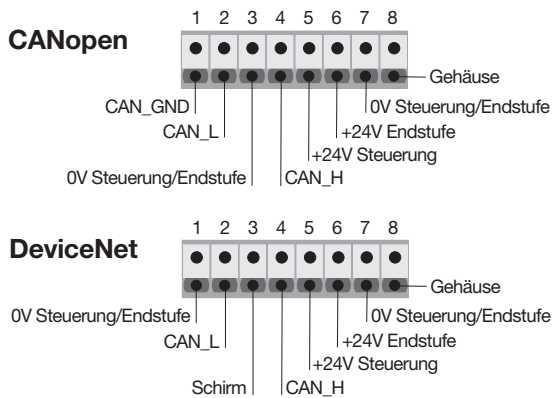 1 2 3 4 5 6 7 8
CANopen
Gehäuse
CAN_GND
0V Steuerung/Endstufe
CAN_L
+24V Endstufe
+24V Steuerung
0V Steuerung/Endstufe
CAN_H
1 2 3 4 5 6 7 8
DeviceNet
Gehäuse
0V Steuerung/Endstufe
0V Steuerung/Endstufe
CAN_L
+24V Endstufe
+24V Steuerung
Schirm
CAN_H